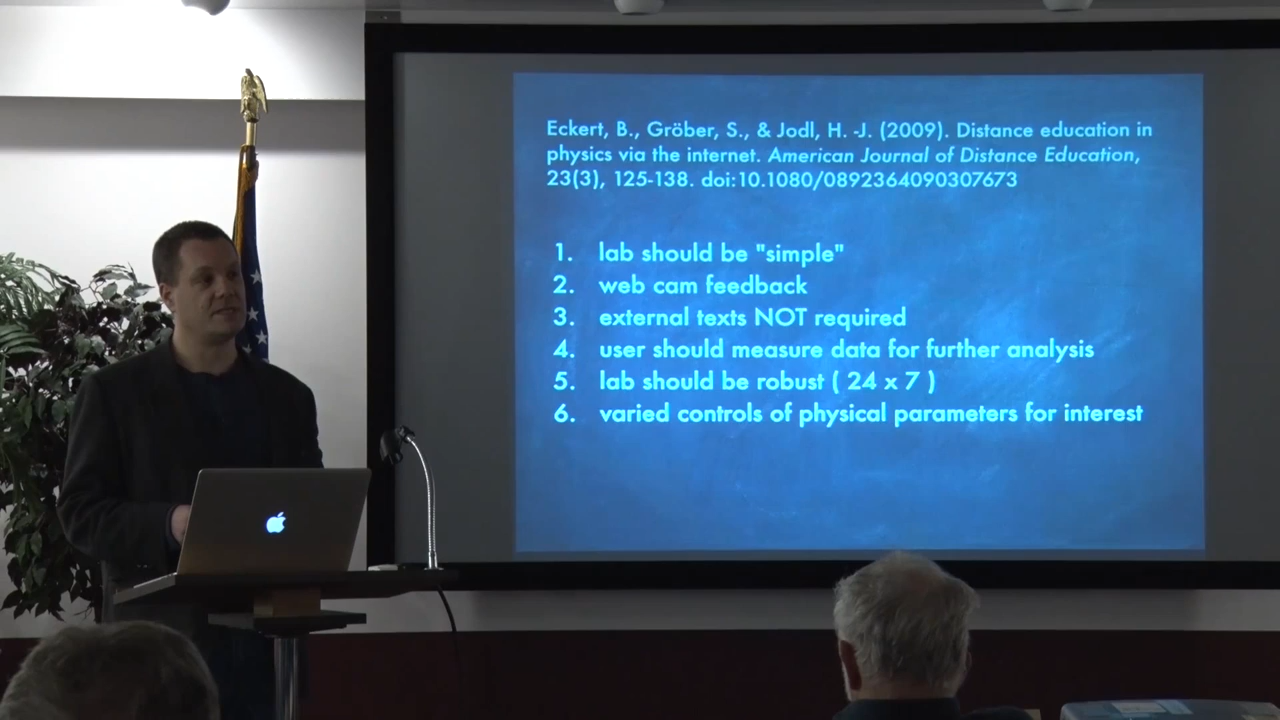 Eckert, B., Gröber, S., & Jodl, H. -J. (2009). Distance education in
physics via the internet. American Journal of Distance Education,
23(3), 125-138. doi:10.1080/0892364090307673
1. lab should be "simple"
2. web cam feedback
3. external texts NOT required
4. user should measure data for further analysis
5. lab should be robust ( 24 x 7 )
6. varied controls of physical parameters for interest